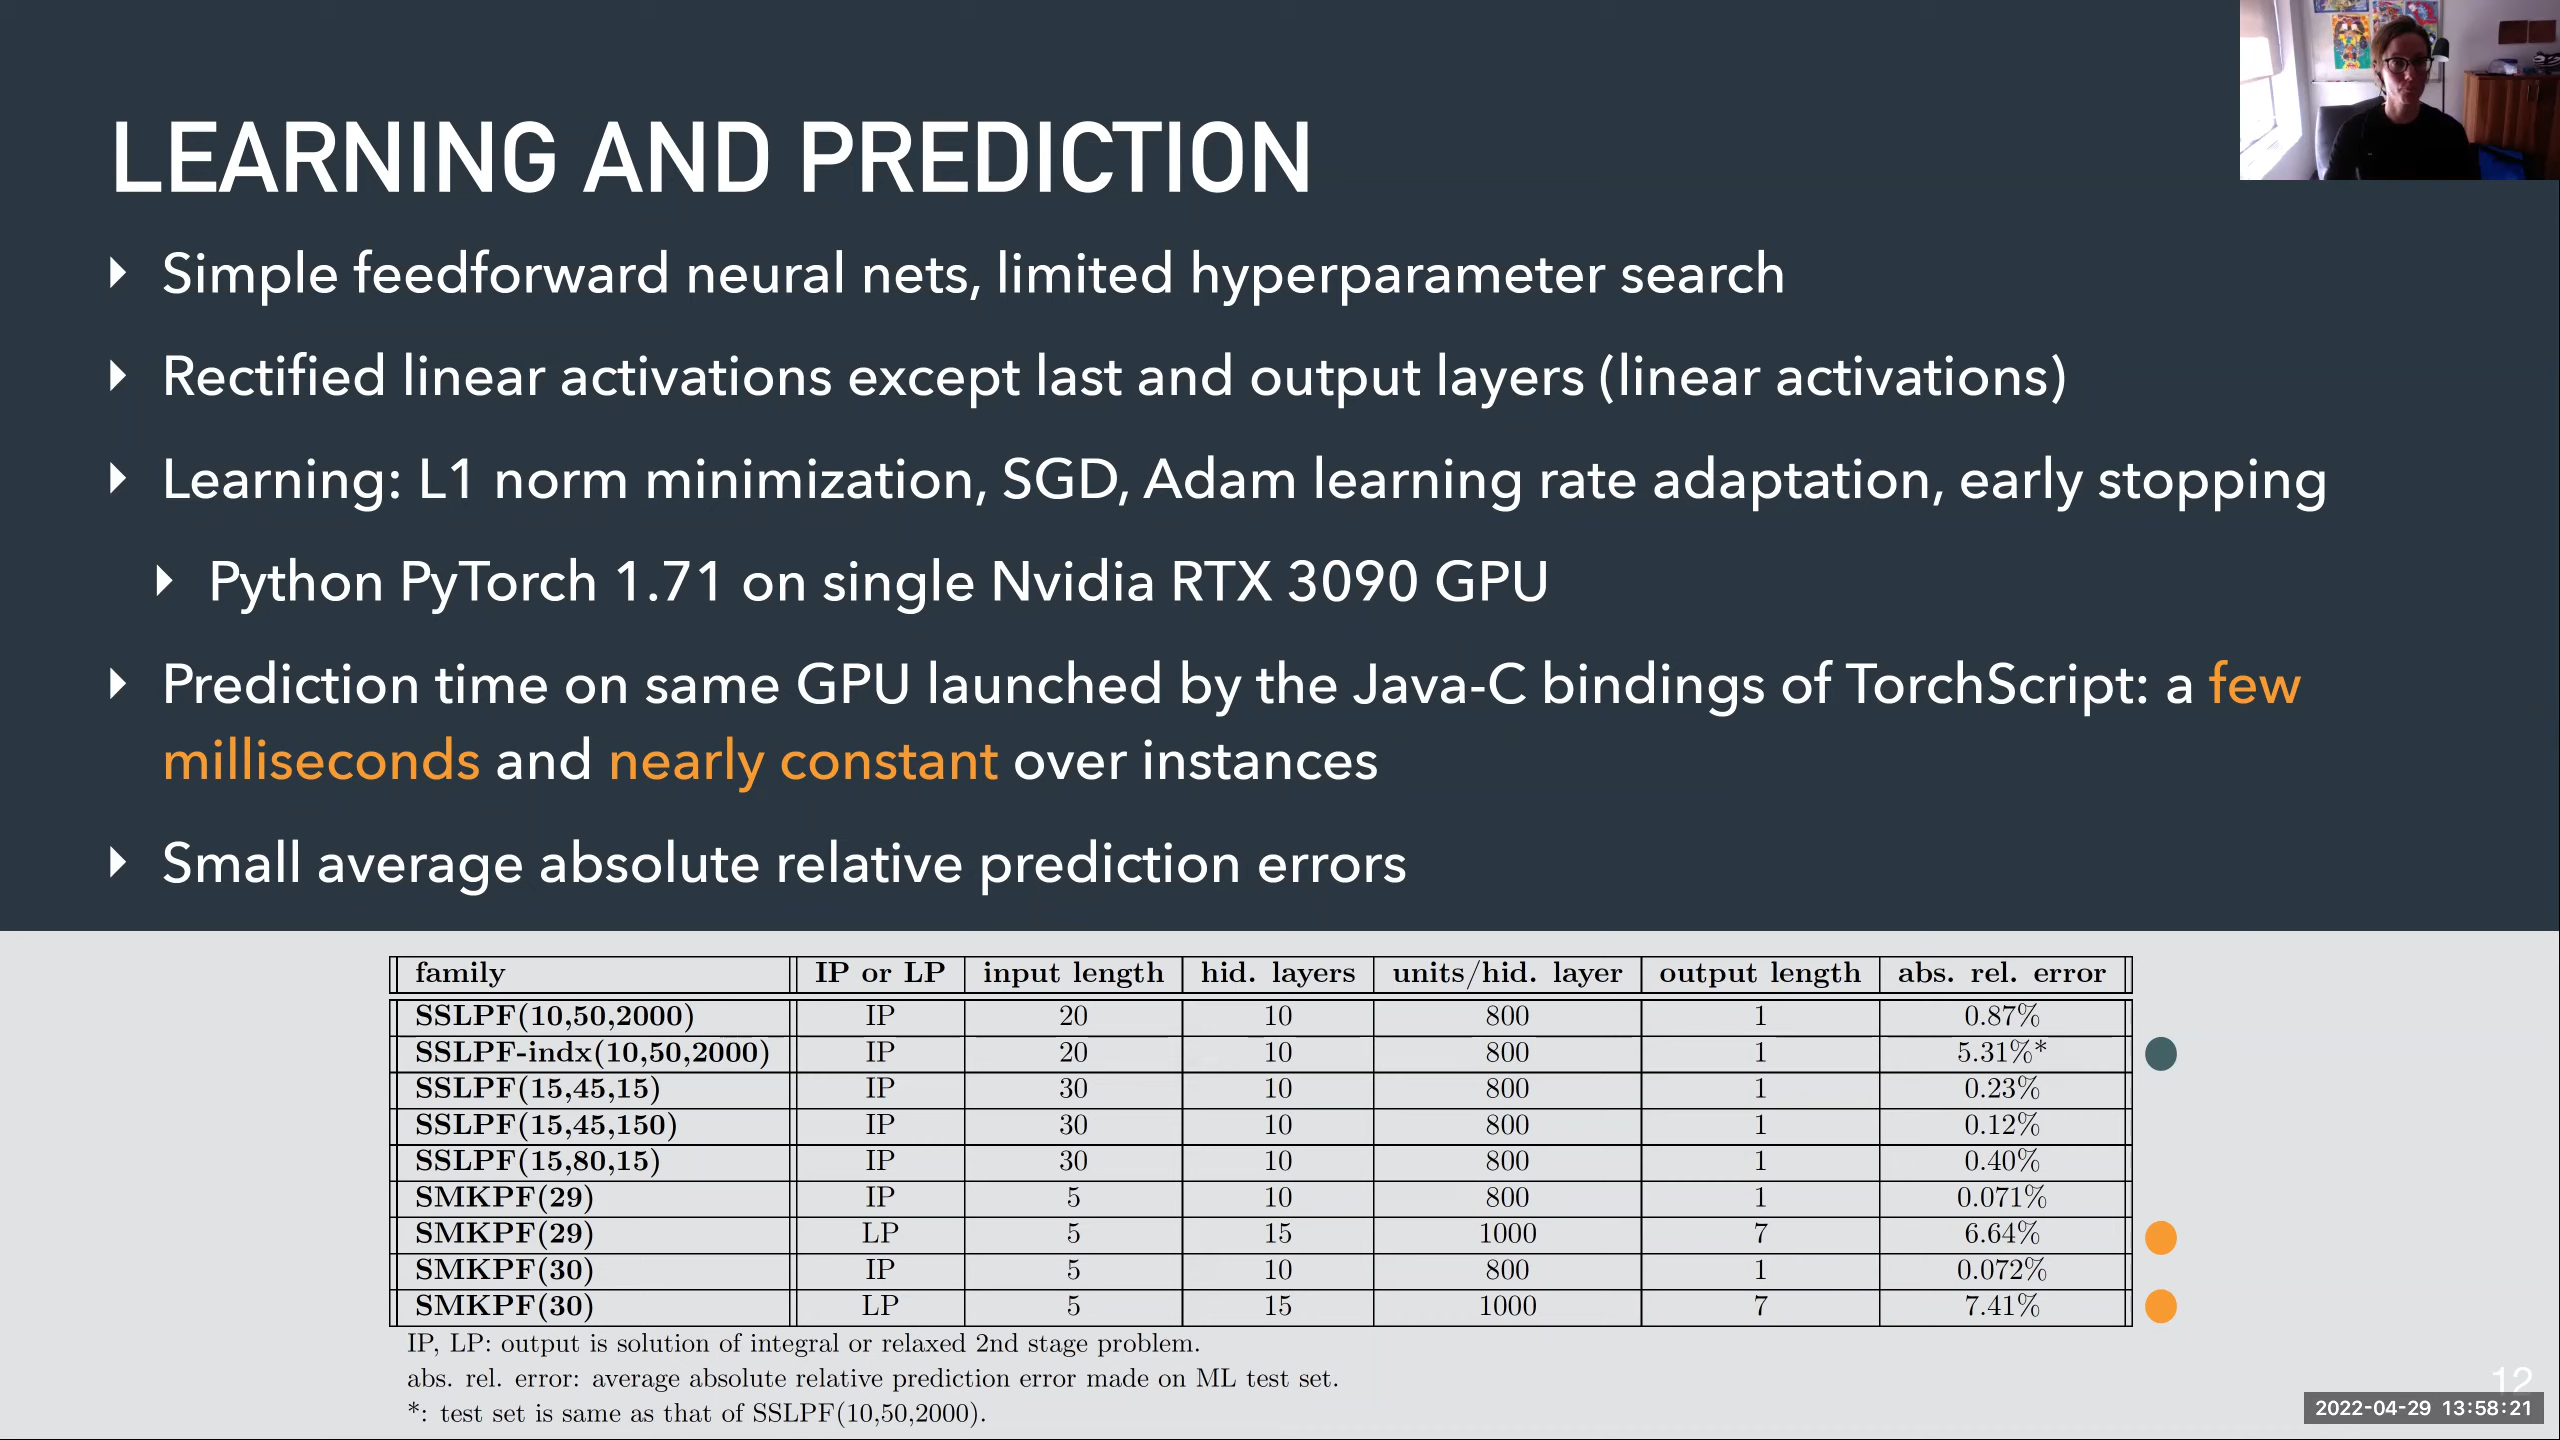 LEARNING AND PREDICTION
Simple feedforward neural nets, limited hyperparameter search
Rectified linear activations except last and output layers (linear activations)
Learning: L1 norm minimization, SGD, Adam learning rate adaptation, early stopping
Python PyTorch 1.71 on single Nvidia RTX 3090 GPU
Prediction time on same GPU launched by the Java-C bindings of TorchScript: a few
milliseconds and nearly constant over instances
Small average absolute relative prediction errors
family IP or LP input length hid. layers units/hid. layer output length abs. rel. error
SSLPF(10,50,2000) IP 20 10 800 1 0.87%
SSLPF-indx(10,50,2000) IP 20 10 800 1 5.31%*
SSLPF(15,45,15) IP 30 10 800 1 0.23%
SSLPF(15,45,150) IP 30 10 800 1 0.12%
SSLPF(15,80,15) IP 30 10 800 1 0.40%
SMKPF(29) IP 5 10 800 1 0.071%
SMKPF(29) LP 5 15 1000 7 6.64%
SMKPF(30) IP 5 10 800 1 0.072%
SMKPF(30) LP 5 15 1000 7 7.41%
IP, LP: output is solution of integral or relaxed 2nd stage problem.
abs. rel. error: average absolute relative prediction error made on ML test set.
*: test set is same as that of SSLPF(10,50,2000).
12
2022-04-29 13:58:21